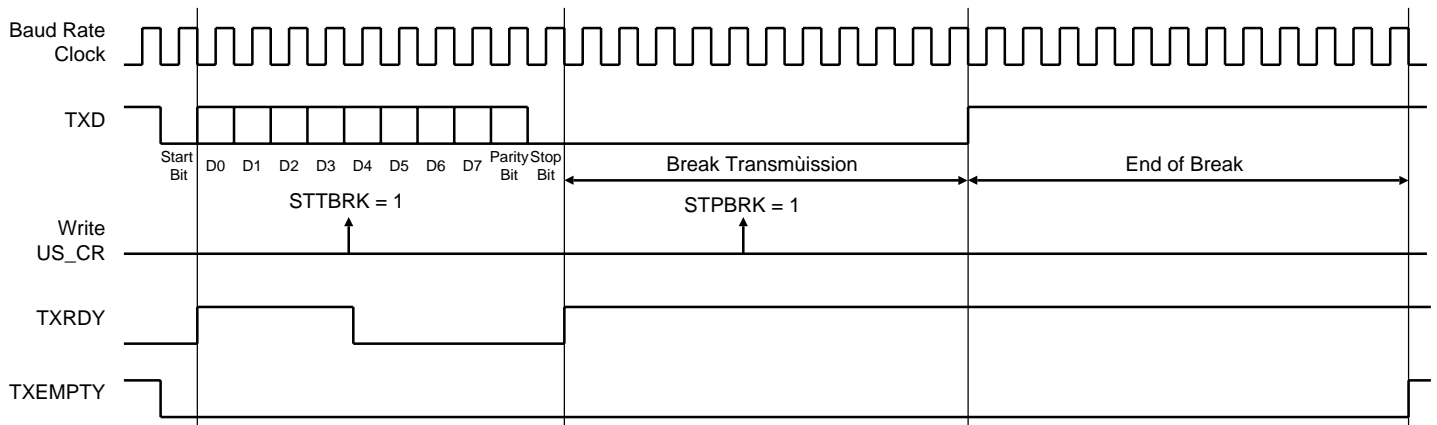 Baud Rate
Clock
TXD
Start
Bit
D0
D1
D2
D3
D4
D5
D6
D7
Parity
Bit
Stop
Bit
Break Transmùission
End of Break
STTBRK = 1
STPBRK = 1
Write
US_CR
TXRDY
TXEMPTY